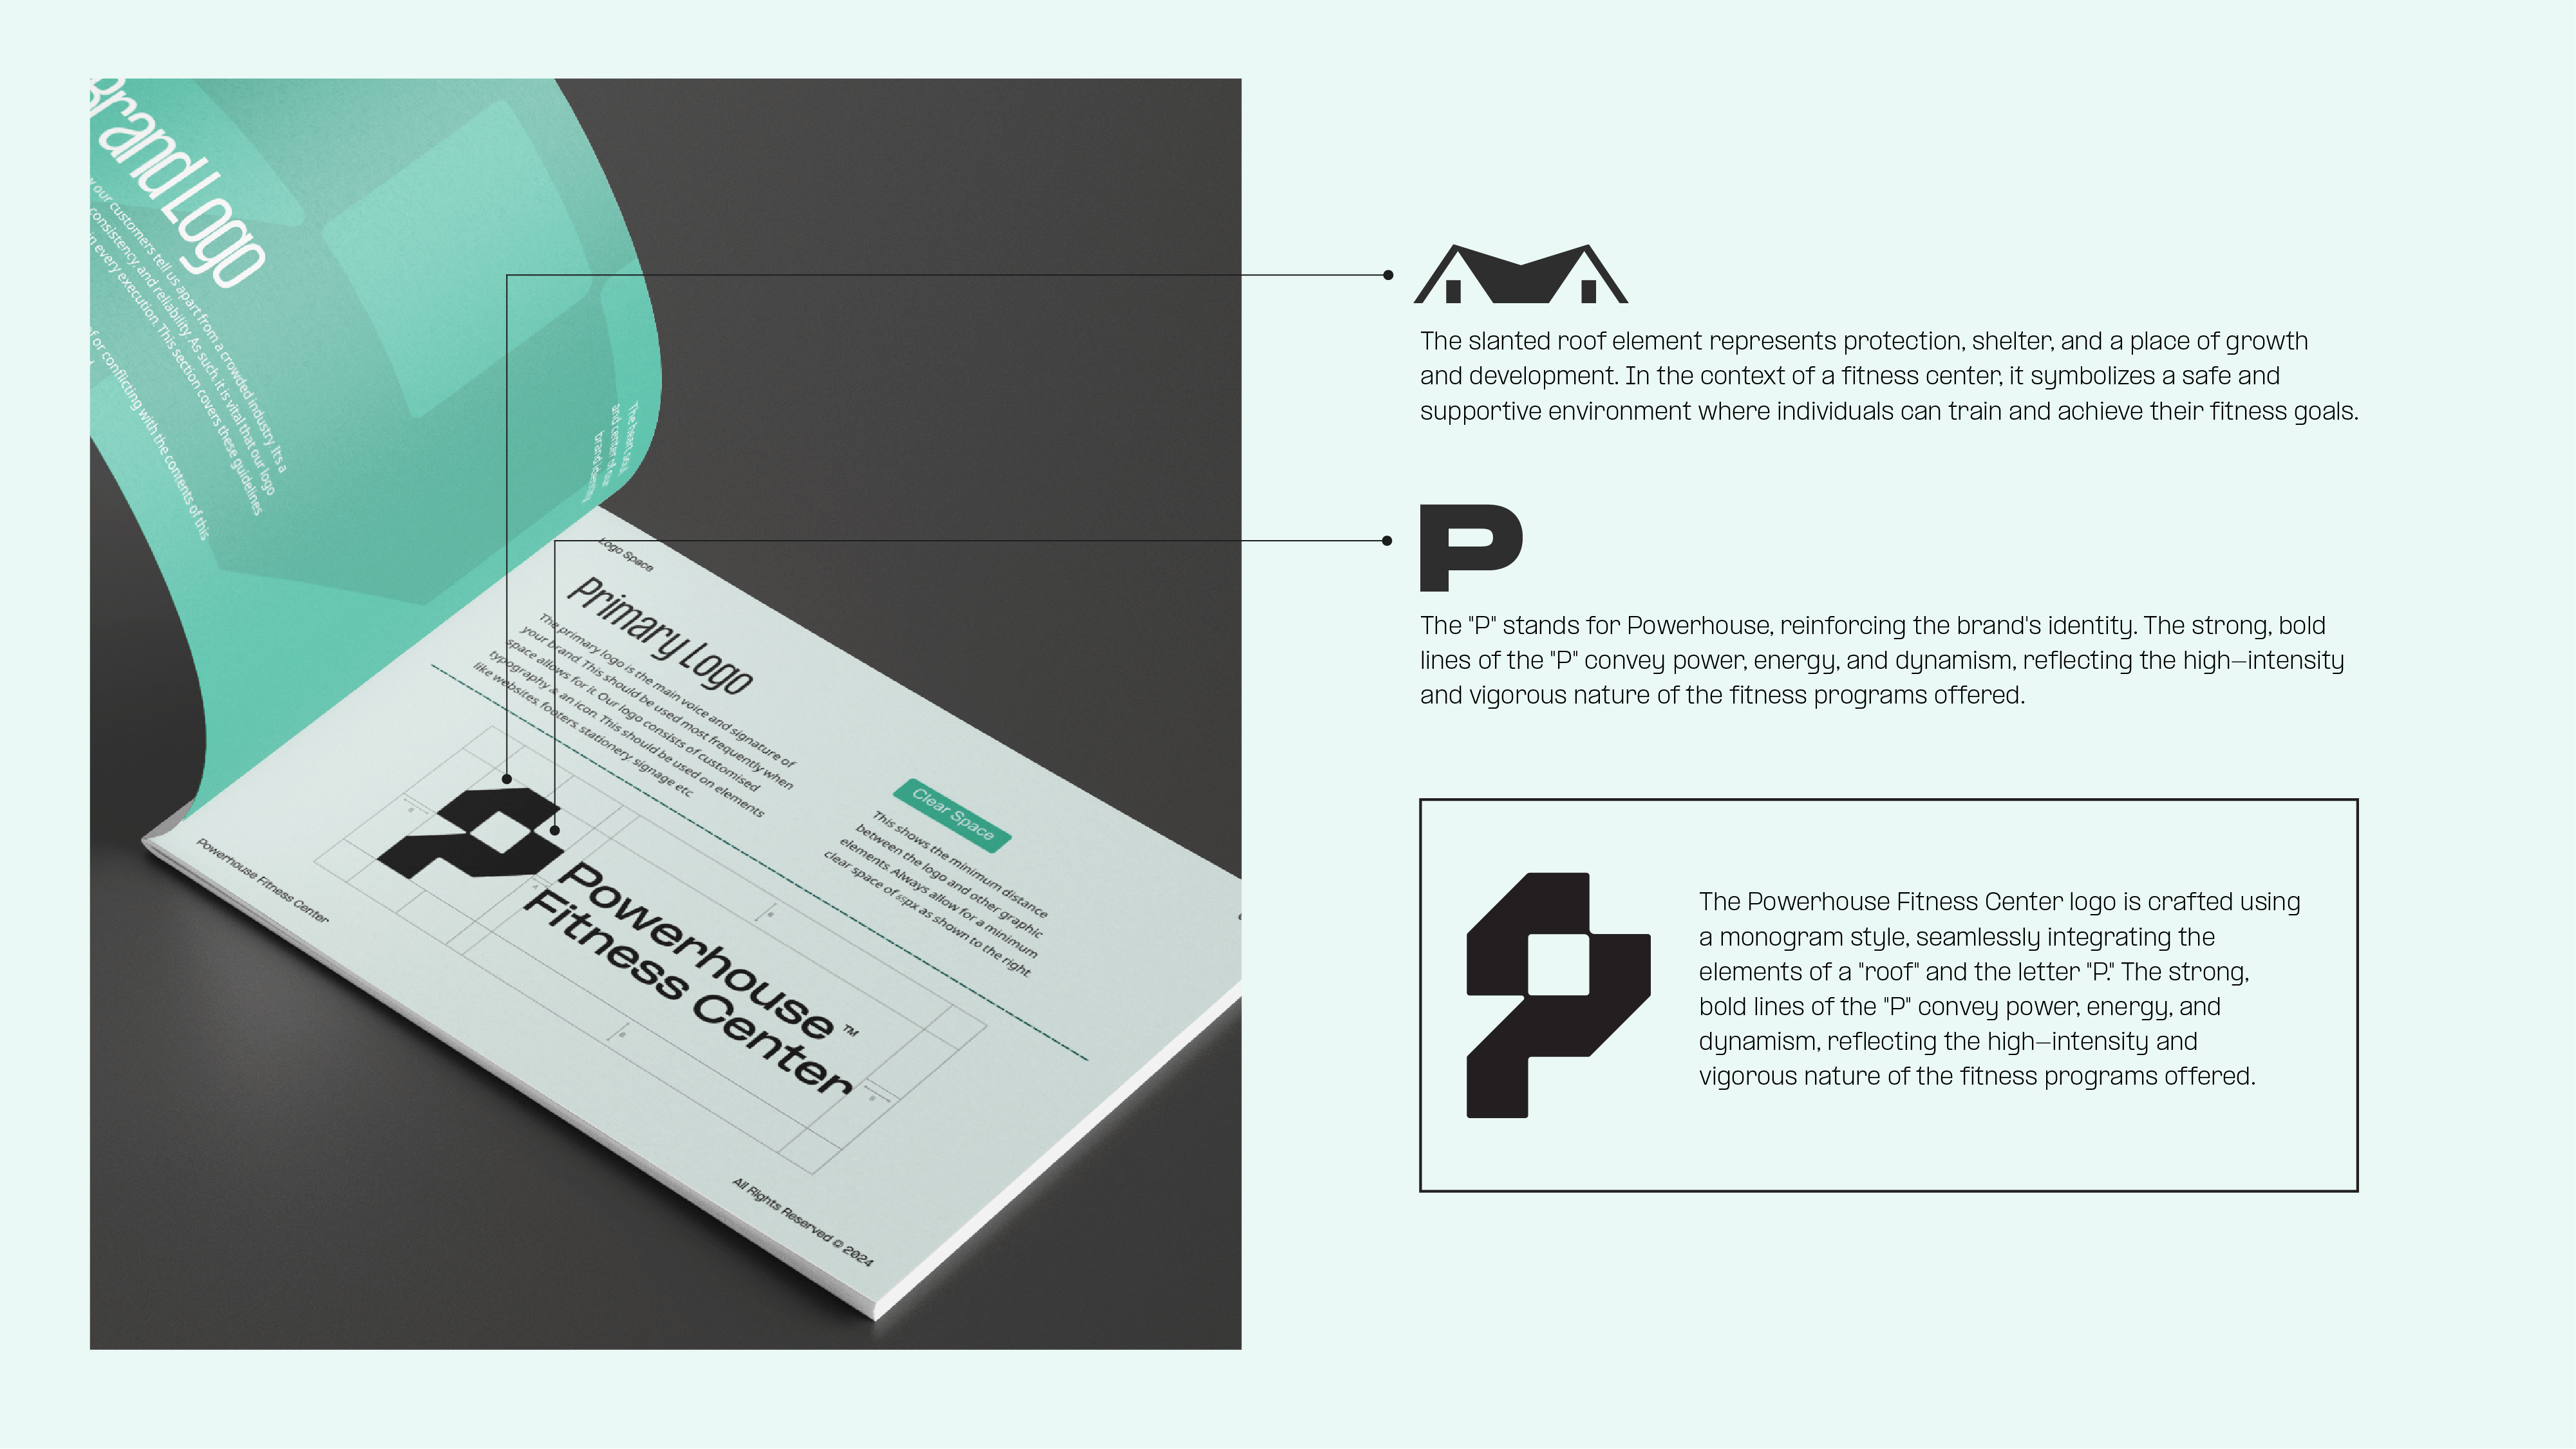 Brand Logo
our customers tell us apart from a crowded industry. It's a
consistency, and reliability. As such, it is vital that our logo
in every execution. This section covers these guidelines
of or conflicting with the contents of this
The heart, soul,
and center of our
brand identity
Logo Space
Primary Logo
The primary logo is the main voice and signature of
your brand. This should be used most frequently when
space allows for it. Our logo consists of customised
typography & an icon. This should be used on elements
like websites, footers, stationery signage etc
Clear Space
This shows the minimum distance
between the logo and other graphic
elements. Always allow for a minimum
clear space of 65px as shown to the right.
Powerhouse ™
Fitness Center
Powerhouse Fitness Center
All Rights Reserved © 2024
The slanted roof element represents protection, shelter, and a place of growth
and development. In the context of a fitness center, it symbolizes a safe and
supportive environment where individuals can train and achieve their fitness goals.
P
The "P" stands for Powerhouse, reinforcing the brand's identity. The strong, bold
lines of the "P" convey power, energy, and dynamism, reflecting the high-intensity
and vigorous nature of the fitness programs offered.
The Powerhouse Fitness Center logo is crafted using
a monogram style, seamlessly integrating the
elements of a "roof" and the letter "P." The strong,
bold lines of the "P" convey power, energy, and
dynamism, reflecting the high-intensity and
vigorous nature of the fitness programs offered.